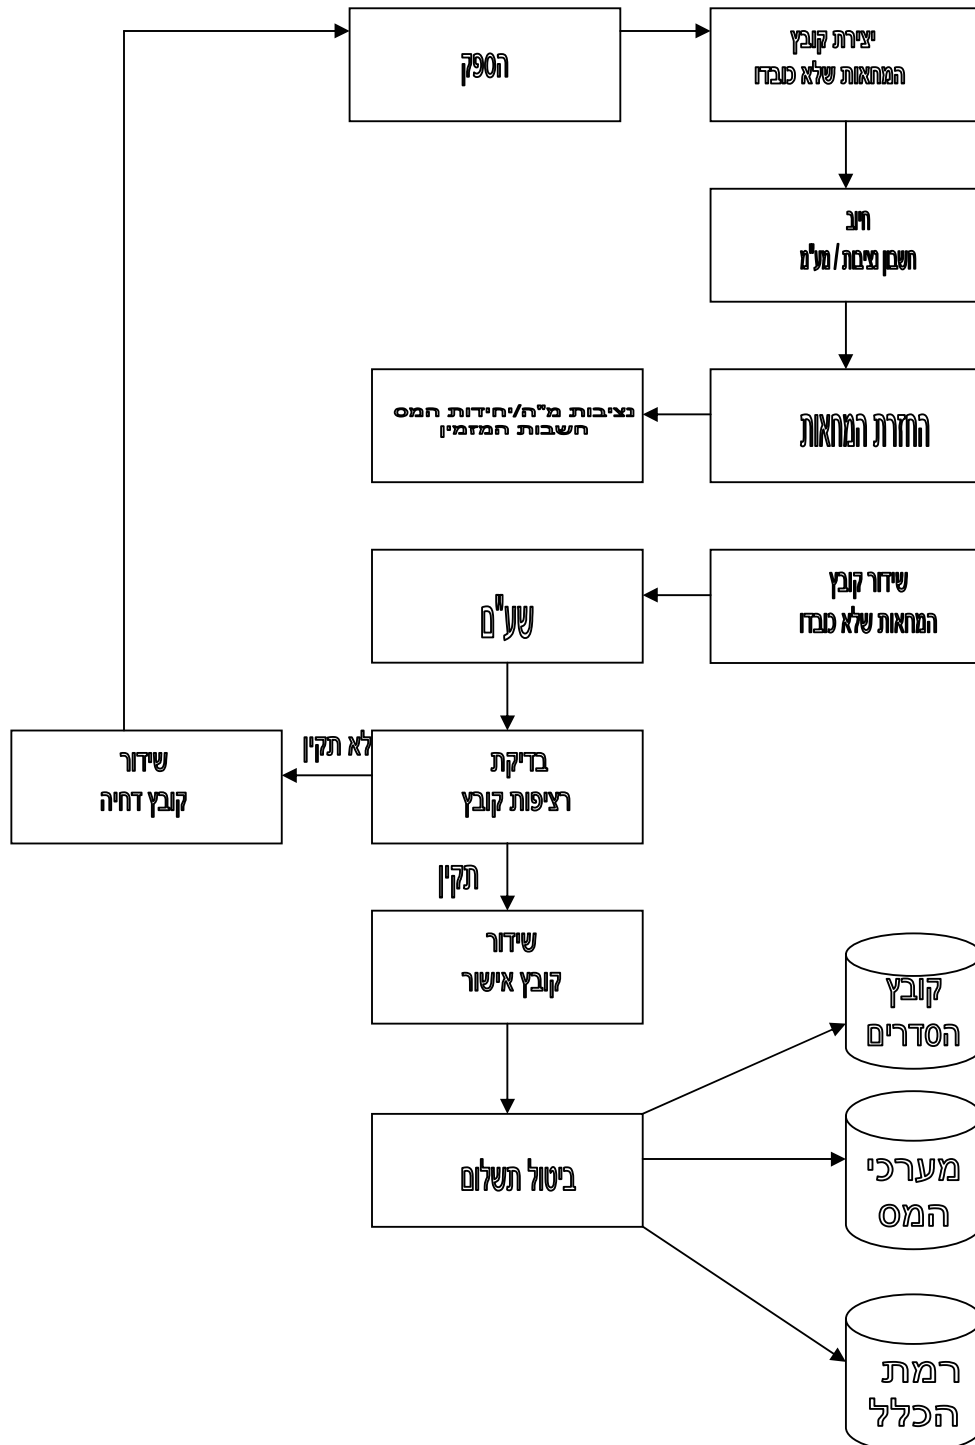 הספק
יצירת קובץ
המחאות שלא כובדו
חיוב
חשבון נציבות / מע"מ
החזרת המחאות
נציבות מ"ה/יחידות המס
חשבות המזמין
שידור קובץ
המחאות שלא כובדו
שע"ם
בדיקת
רציפות קובץ
לא תקין
שידור
קובץ דחיה
תקין
שידור
קובץ אישור
ביטול תשלום
קובץ
הסדרים
מערכי
המס
רמת
הכלל